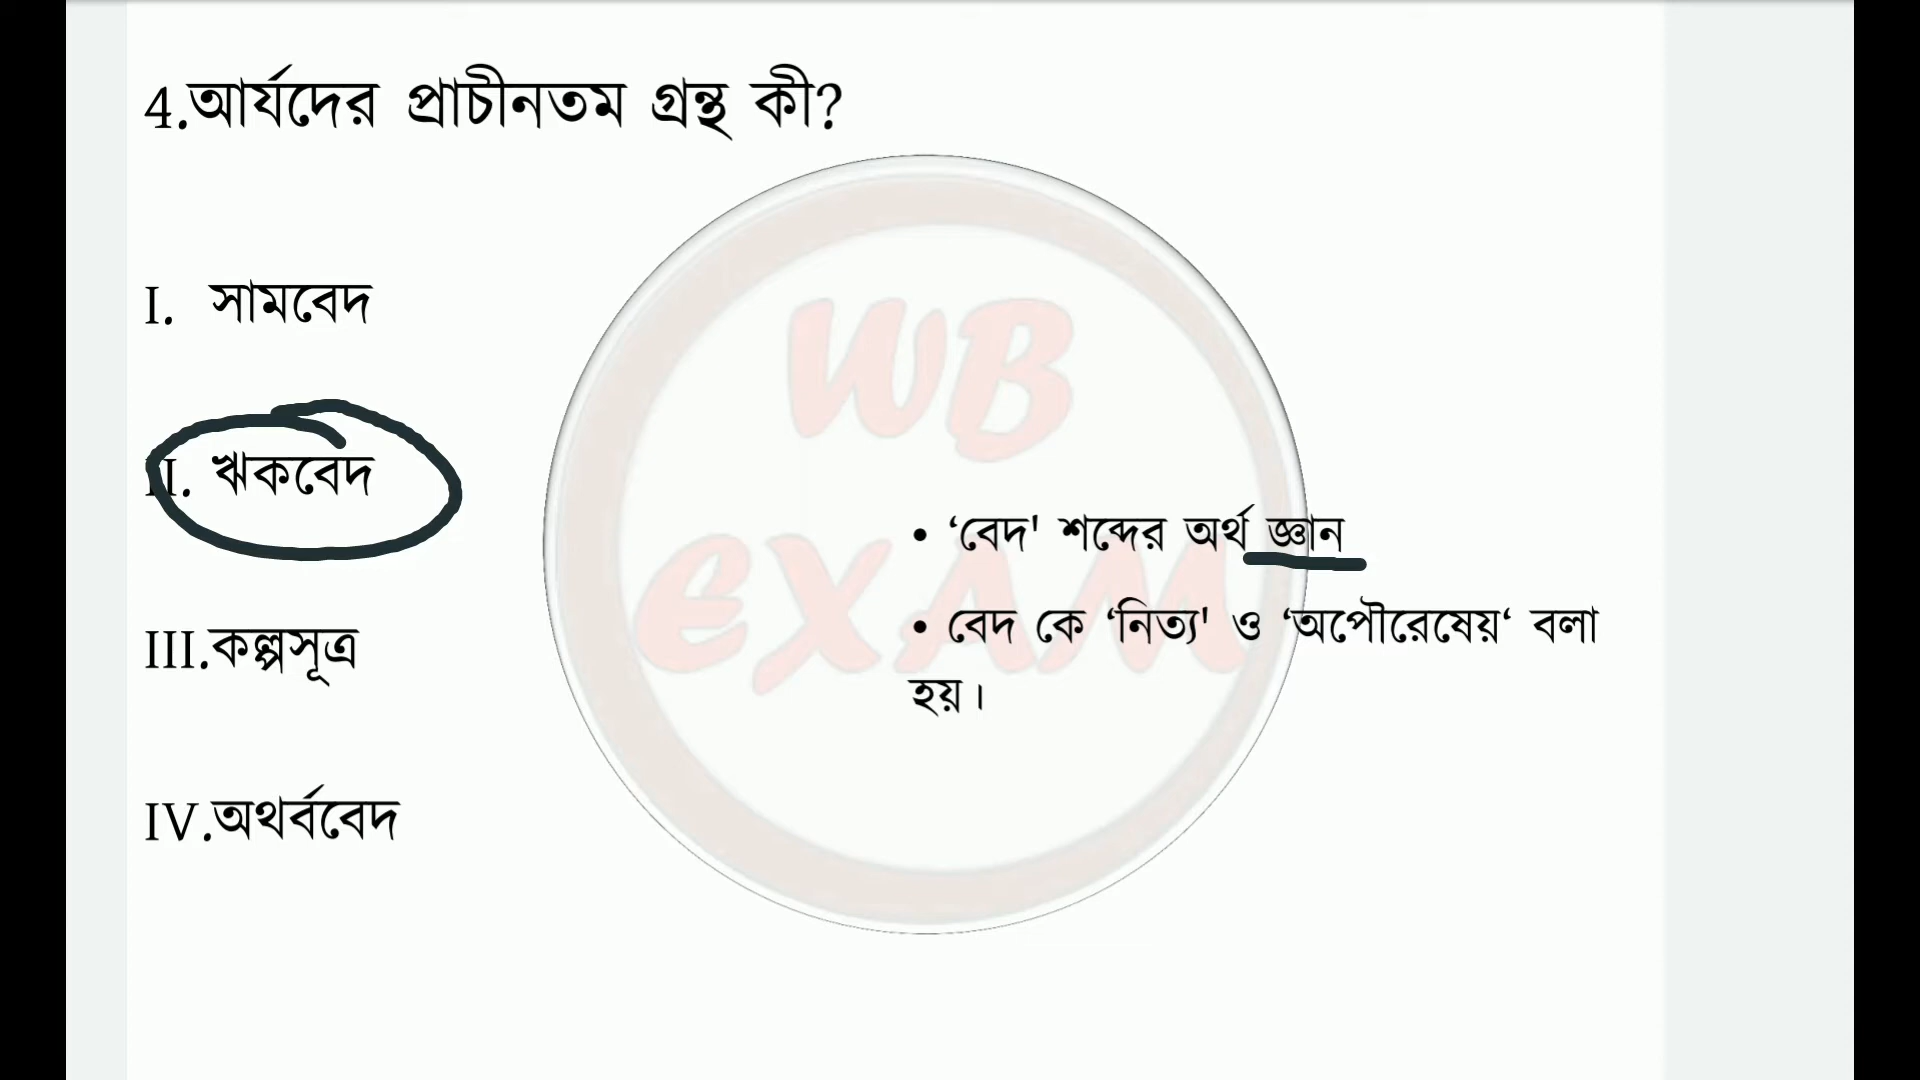 4.আর্যদের প্রাচীনতম গ্রন্থ কী?
I. সামবেদ
II. ঋকবেদ
III.কল্পসূত্র
IV.অথর্ববেদ
WB
EXAM
• ‘বেদ' শব্দের অর্থ জ্ঞান
• বেদ কে ‘নিত্য' ও ‘অপৌরেষেয়‘ বলা
হয়।